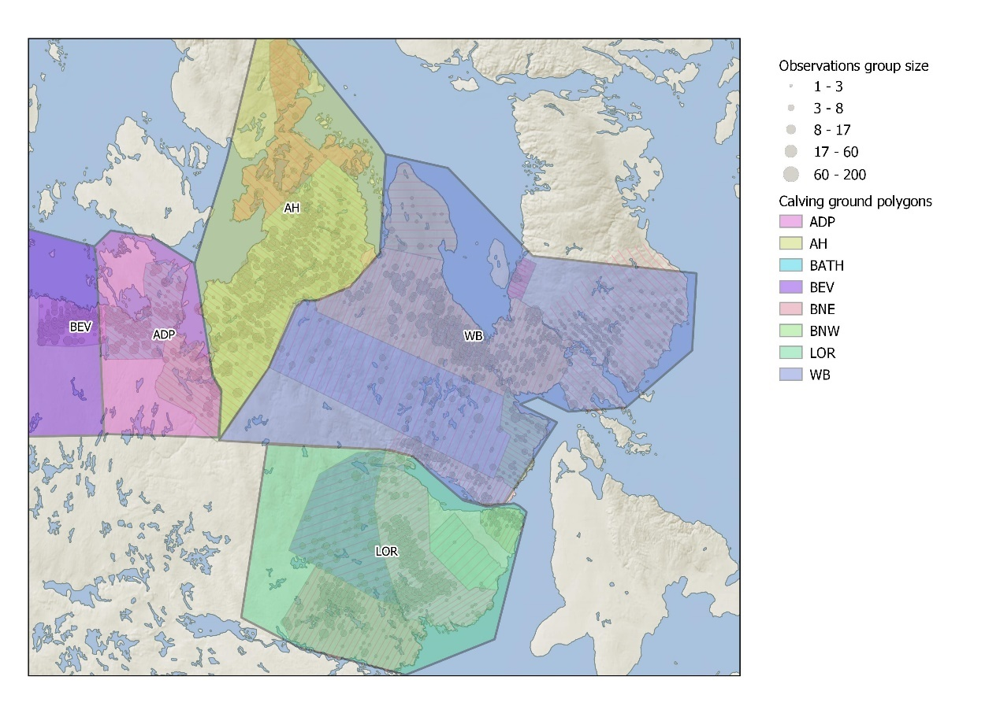 Observations group size
1 - 3
3 - 8
8 - 17
17 - 60
60 - 200
Calving ground polygons
ADP
AH
BATH
BEV
BNE
BNW
LOR
WB
AH
BEV
ADP
WB
LOR